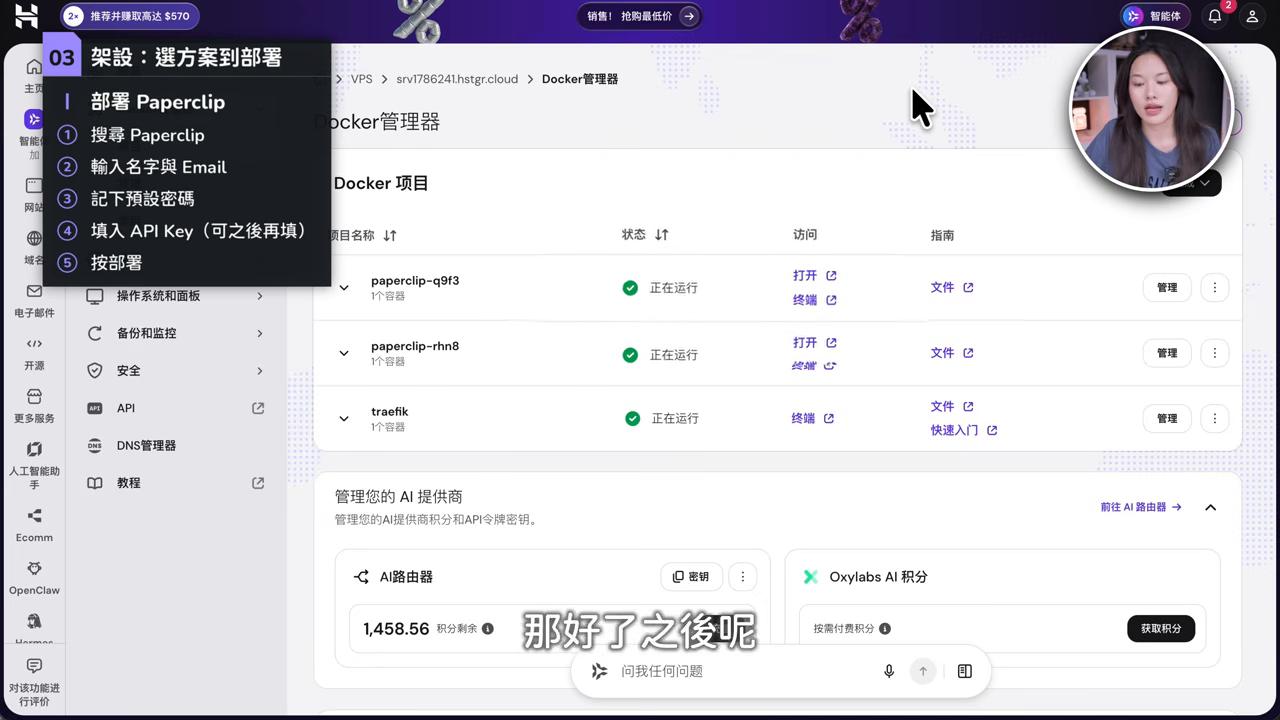 2× 推荐并赚取高达 $570
销售！ 抢购最低价
智能体
2
03 架設：選方案到部署
部署 Paperclip
① 搜尋 Paperclip
② 輸入名字與 Email
③ 記下預設密碼
④ 填入 API Key（可之後再填）
⑤ 按部署
主页
智能体
加
网站
域名
电子邮件
开源
更多服务
人工智能助手
Ecomm
OpenClaw
Hermes
对该功能进行评价
操作系统和面板
备份和监控
安全
API API
DNS DNS管理器
教程
VPS
srv1786241.hstgr.cloud
Docker管理器
Docker管理器
Docker 项目
项目名称
状态
访问
指南
paperclip-q9f3
1个容器
正在运行
打开
终端
文件
管理
paperclip-rhn8
1个容器
正在运行
打开
终端
文件
管理
traefik
1个容器
正在运行
终端
文件
快速入门
管理
管理您的 AI 提供商
管理您的AI提供商积分和API令牌密钥。
前往 AI 路由器
AI路由器
密钥
1,458.56 积分剩余
Oxylabs AI 积分
按需付费积分
获取积分
那好了之後呢
问我任何问题